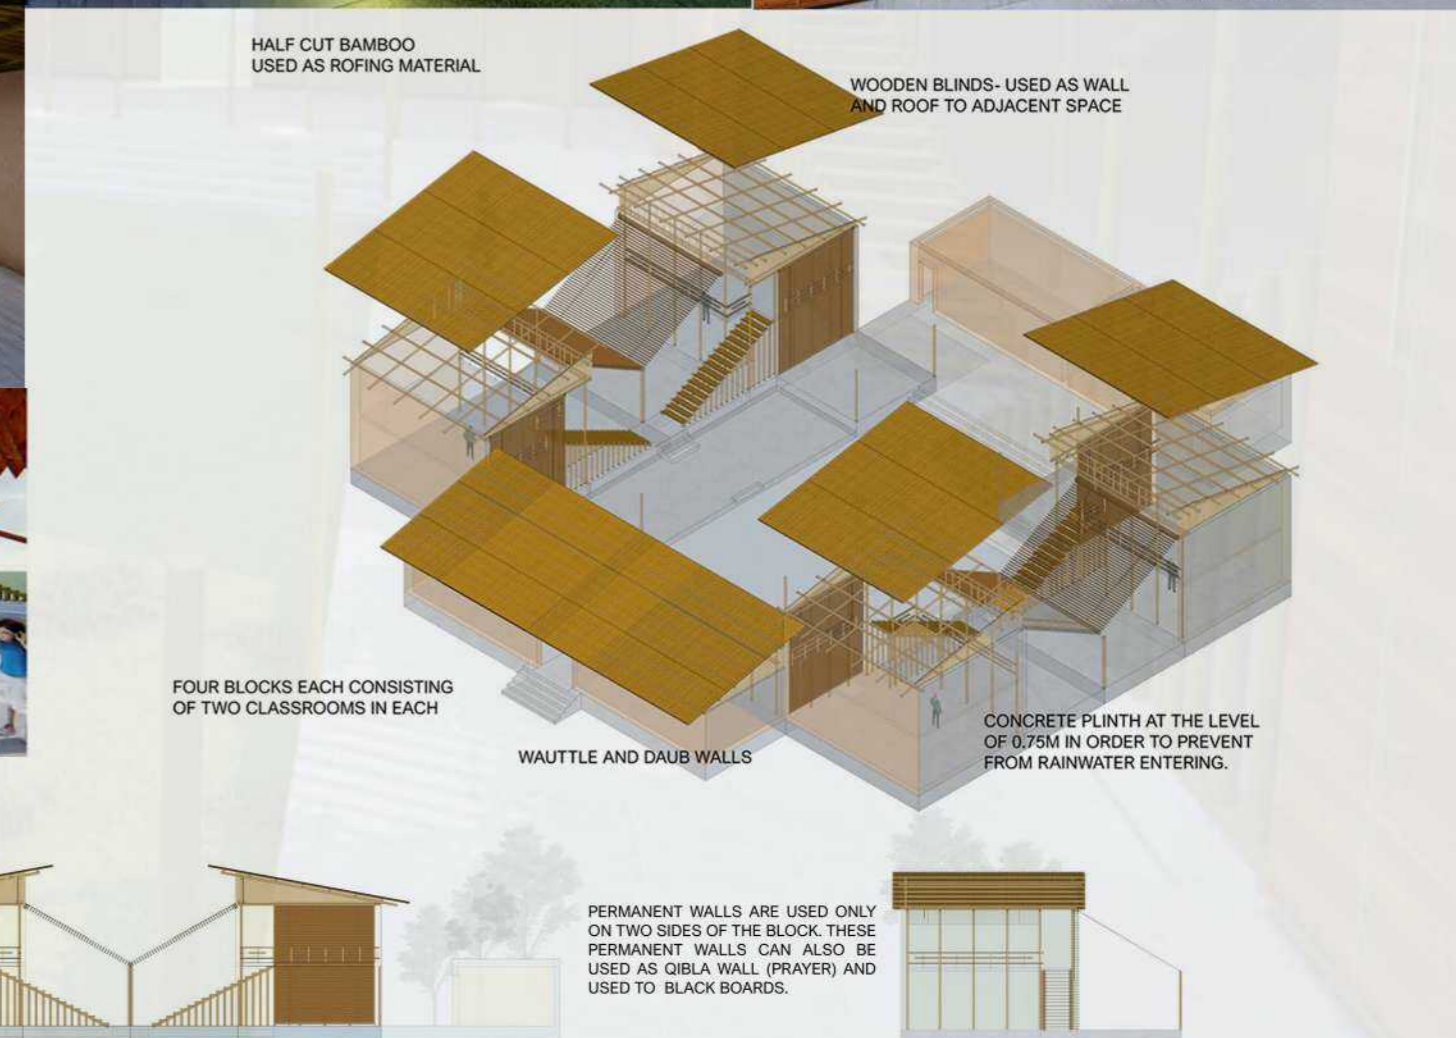 HALF CUT BAMBOO
USED AS ROFING MATERIAL
WOODEN BLINDS- USED AS WALL
AND ROOF TO ADJACENT SPACE
FOUR BLOCKS EACH CONSISTING
OF TWO CLASSROOMS IN EACH
WAUTTLE AND DAUB WALLS
CONCRETE PLINTH AT THE LEVEL
OF 0.75M IN ORDER TO PREVENT
FROM RAINWATER ENTERING.
PERMANENT WALLS ARE USED ONLY
ON TWO SIDES OF THE BLOCK. THESE
PERMANENT WALLS CAN ALSO BE
USED AS QIBLA WALL (PRAYER) AND
USED TO BLACK BOARDS.